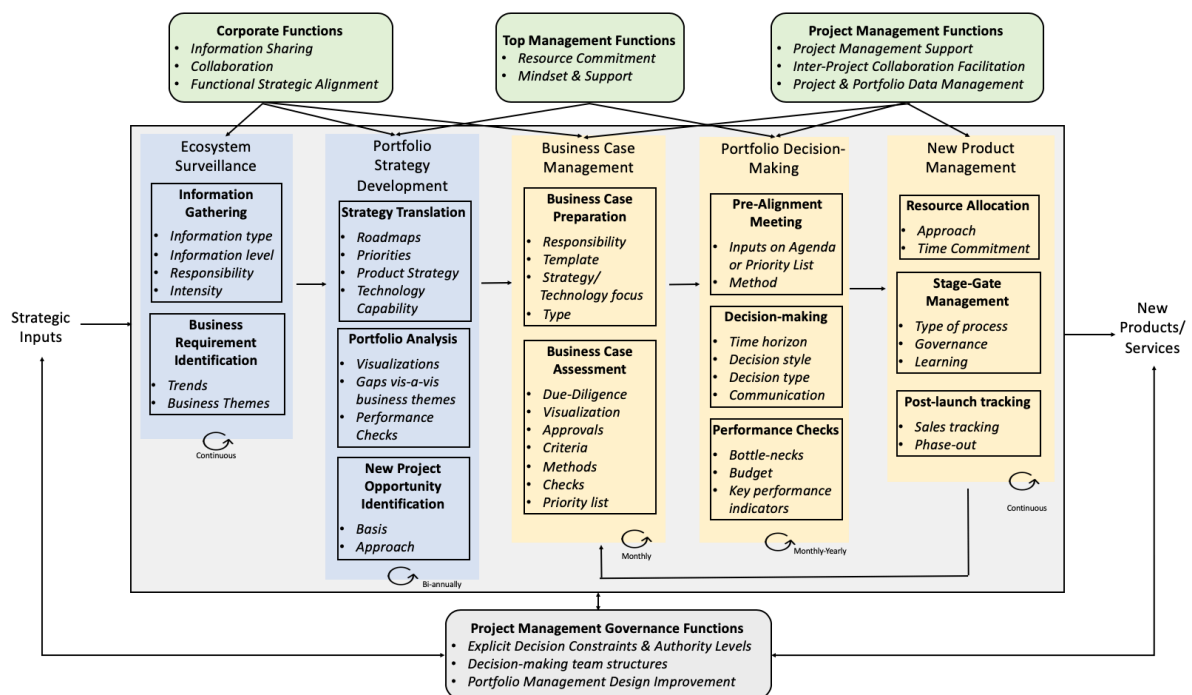 Corporate Functions
• Information Sharing
• Collaboration
• Functional Strategic Alignment
Top Management Functions
• Resource Commitment
• Mindset & Support
Project Management Functions
• Project Management Support
• Inter-Project Collaboration Facilitation
• Project & Portfolio Data Management
Strategic
Inputs
Ecosystem
Surveillance
Information
Gathering
• Information type
• Information level
• Responsibility
• Intensity
Business
Requirement
Identification
• Trends
• Business Themes
Continuous
Portfolio
Strategy
Development
Strategy Translation
• Roadmaps
• Priorities
• Product Strategy
• Technology
Capability
Portfolio Analysis
• Visualizations
• Gaps vis-a-vis
business themes
• Performance
Checks
New Project
Opportunity
Identification
• Basis
• Approach
Bi-annually
Business Case
Management
Business Case
Preparation
• Responsibility
• Template
• Strategy/
Technology focus
• Type
Business Case
Assessment
• Due-Diligence
• Visualization
• Approvals
• Criteria
• Methods
• Checks
• Priority list
Monthly
Portfolio Decision-
Making
Pre-Alignment
Meeting
• Inputs on Agenda
or Priority List
• Method
Decision-making
• Time horizon
• Decision style
• Decision type
• Communication
Performance Checks
• Bottle-necks
• Budget
• Key performance
indicators
Monthly-Yearly
New Product
Management
Resource Allocation
• Approach
• Time Commitment
Stage-Gate
Management
• Type of process
• Governance
• Learning
Post-launch tracking
• Sales tracking
• Phase-out
Continuous
New
Products/
Services
Project Management Governance Functions
• Explicit Decision Constraints & Authority Levels
• Decision-making team structures
• Portfolio Management Design Improvement